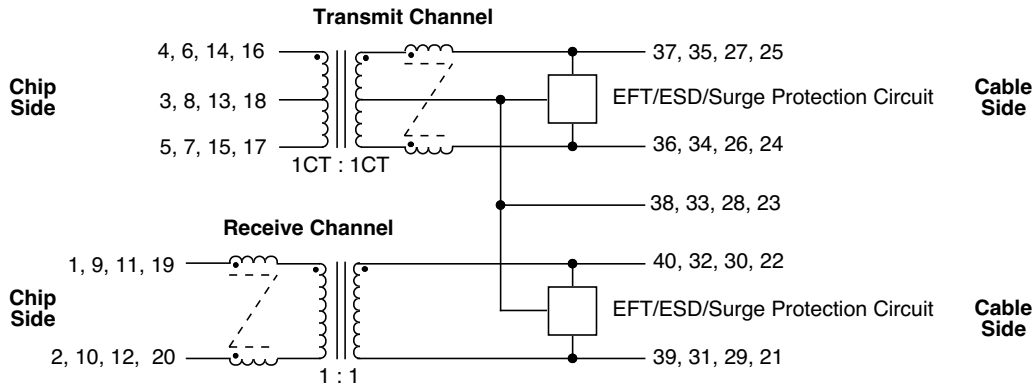 Transmit Channel
4, 6, 14, 16
37, 35, 27, 25
Chip
Side
3, 8, 13, 18
EFT/ESD/Surge Protection Circuit
Cable
Side
5, 7, 15, 17
36, 34, 26, 24
1CT : 1CT
38, 33, 28, 23
Receive Channel
1, 9, 11, 19
40, 32, 30, 22
Chip
Side
EFT/ESD/Surge Protection Circuit
Cable
Side
2, 10, 12, 20
39, 31, 29, 21
1 : 1